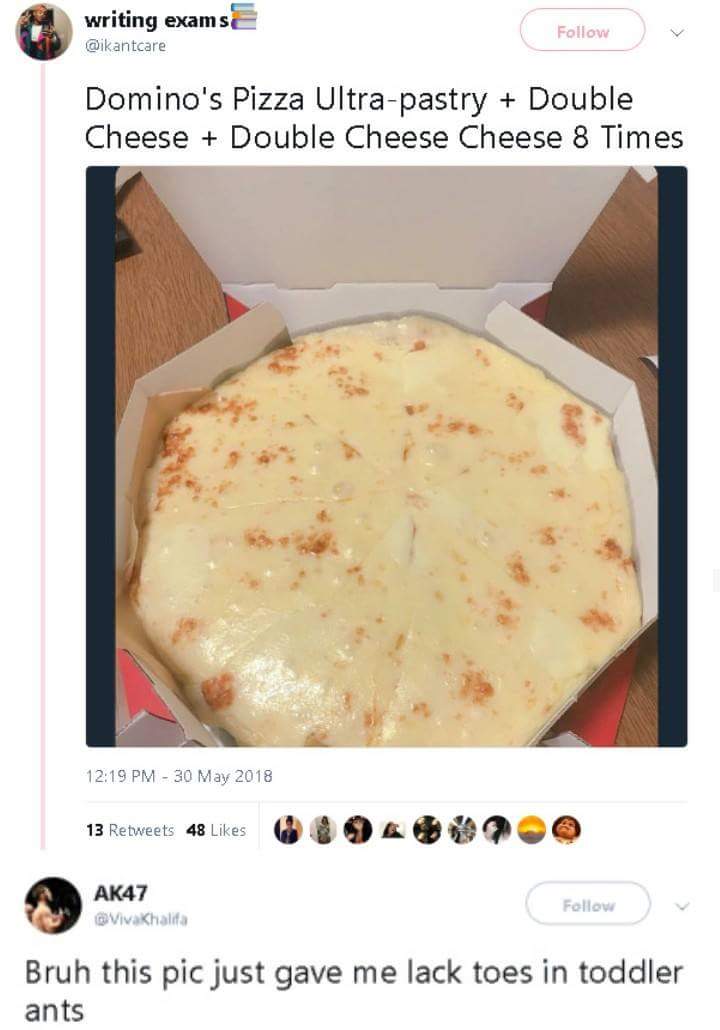 writing exams
Follow
@ikantcare
Domino's Pizza Ultra-pastry + Double
Cheese + Double Cheese Cheese 8 Times
12:19 PM - 30 May 2018
13 Retweets 48 Likes
AK47
Follow
@VivaKhalifa
Bruh this pic just gave me lack toes in toddler
ants